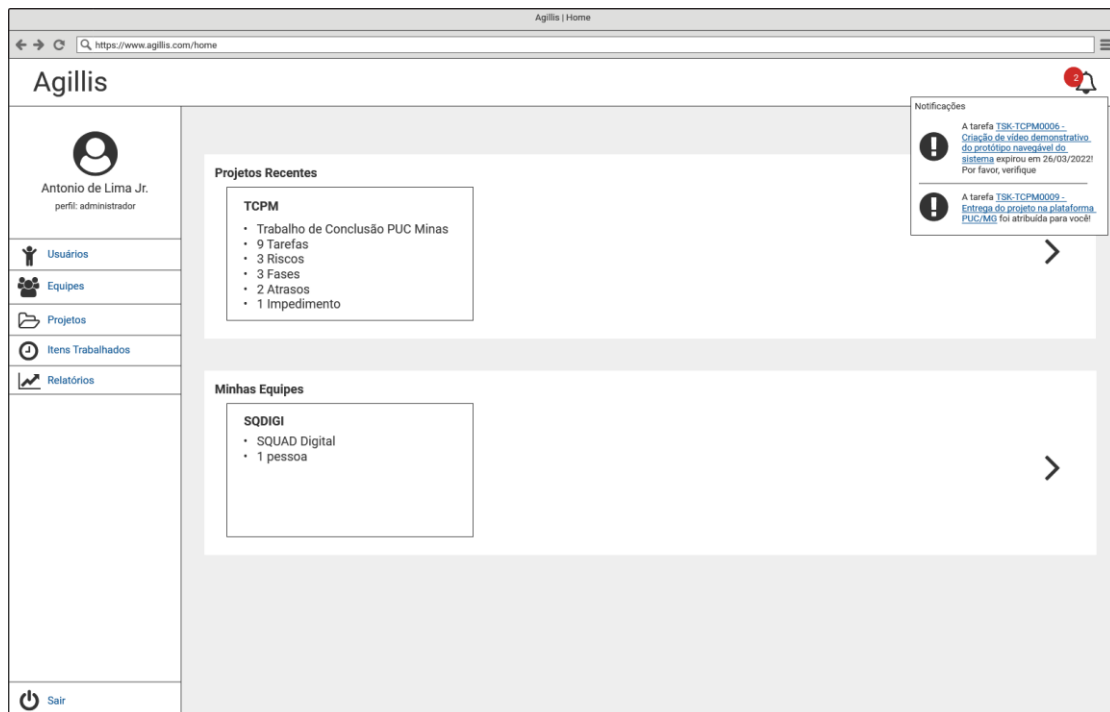 Agillis | Home
https://www.agillis.com/home
Agillis
2
Notificações
A tarefa TSK-TCPM0006 -
Criação de vídeo demonstrativo
do protótipo navegável do
sistema expirou em 26/03/2022!
Por favor, verifique
A tarefa TSK-TCPM0009 -
Entrega do projeto na plataforma
PUC/MG foi atribuída para você!
Antonio de Lima Jr.
perfil: administrador
Usuários
Equipes
Projetos
Itens Trabalhados
Relatórios
Sair
Projetos Recentes
TCPM
• Trabalho de Conclusão PUC Minas
• 9 Tarefas
• 3 Riscos
• 3 Fases
• 2 Atrasos
• 1 Impedimento
Minhas Equipes
SQDIGI
• SQUAD Digital
• 1 pessoa